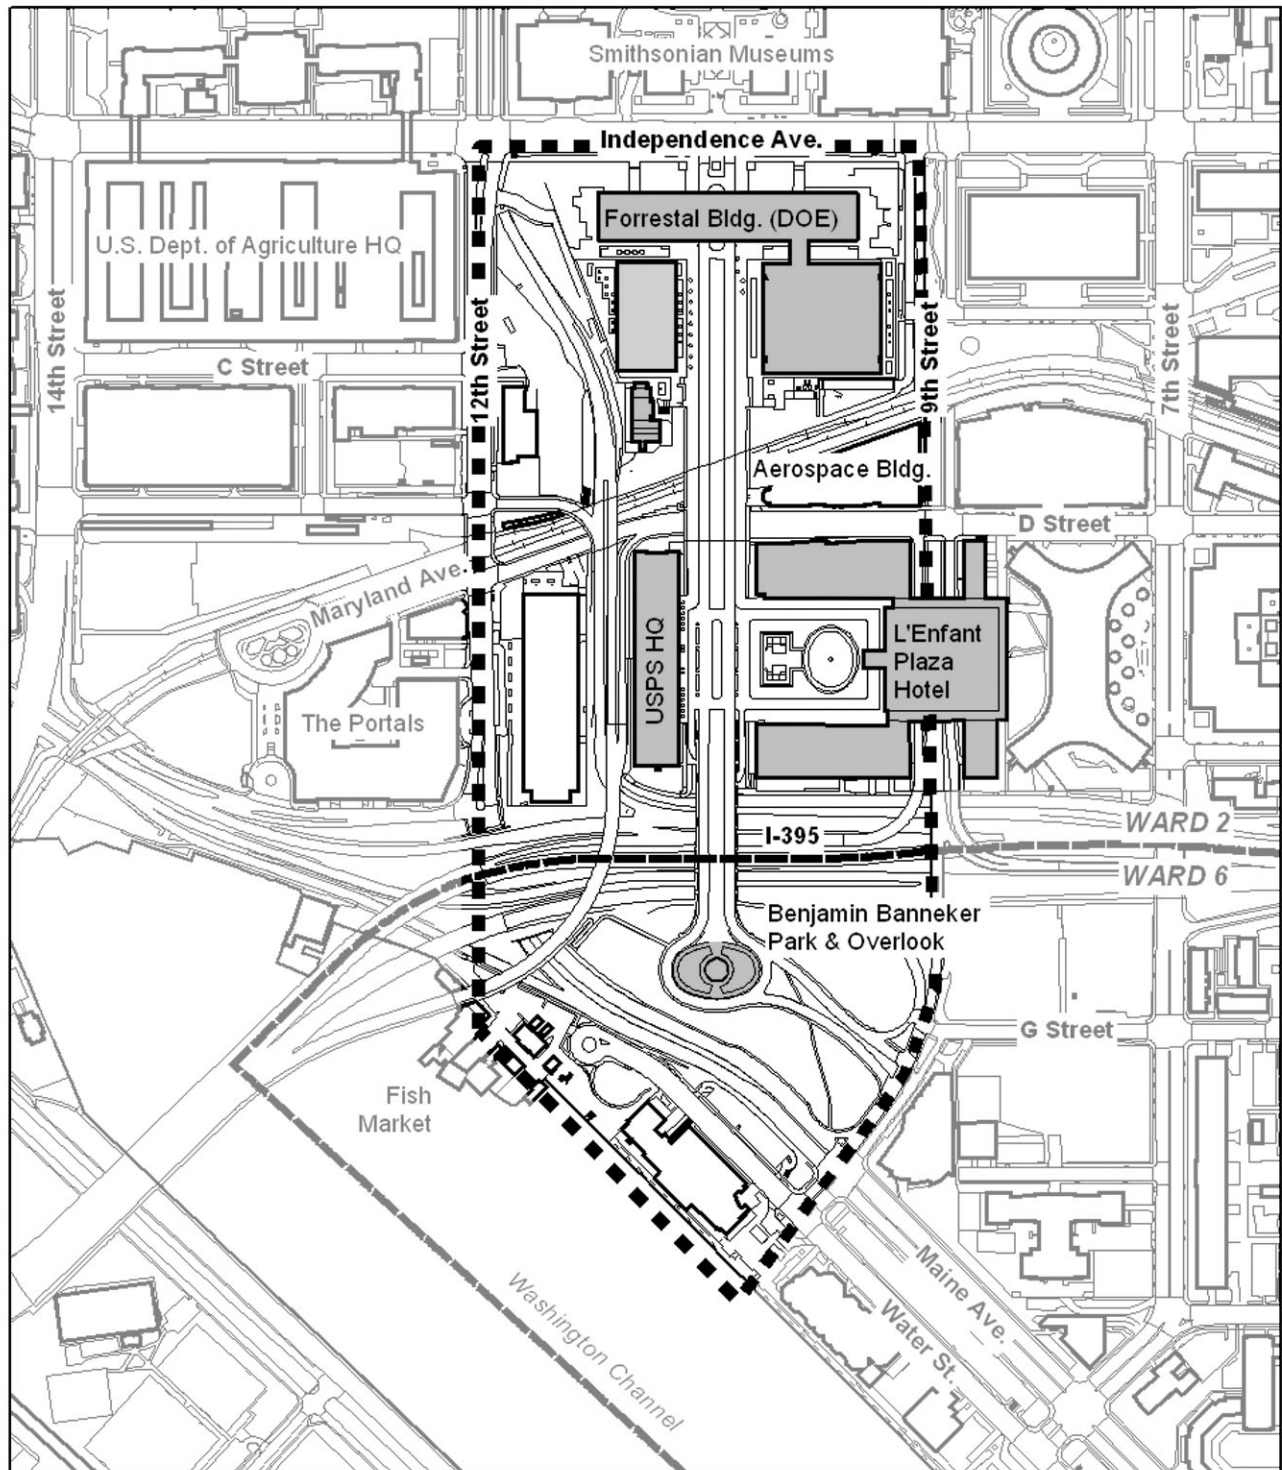 Smithsonian Museums
Independence Ave.
Forrestal Bldg. (DOE)
U.S. Dept. of Agriculture HQ
14th Street
12th Street
9th Street
7th Street
C Street
Aerospace Bldg.
D Street
Maryland Ave.
USPS HQ
L'Enfant
Plaza
Hotel
The Portals
I-395
WARD 2
WARD 6
Benjamin Banneker
Park & Overlook
G Street
Fish
Market
Maine Ave.
Water St.
Washington Channel